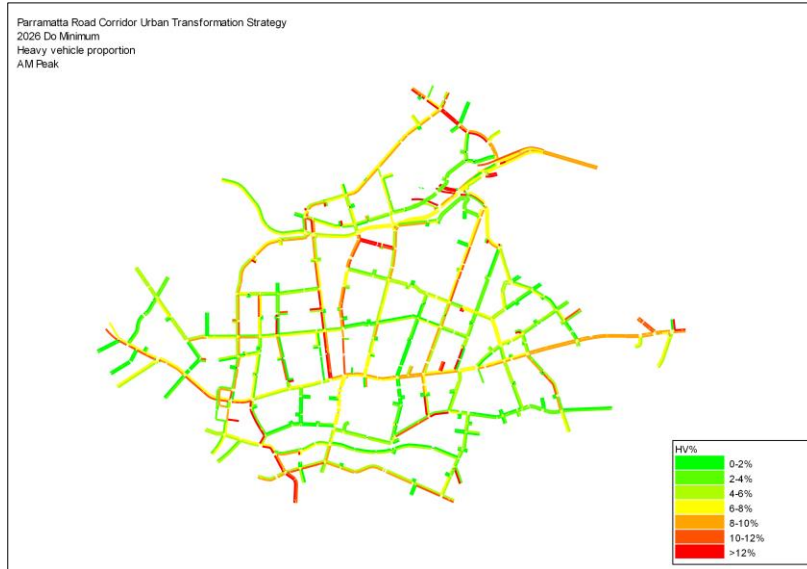 Parramatta Road Corridor Urban Transformation Strategy
2026 Do Minimum
Heavy vehicle proportion
AM Peak
HV%
0-2%
2-4%
4-6%
6-8%
8-10%
10-12%
>12%